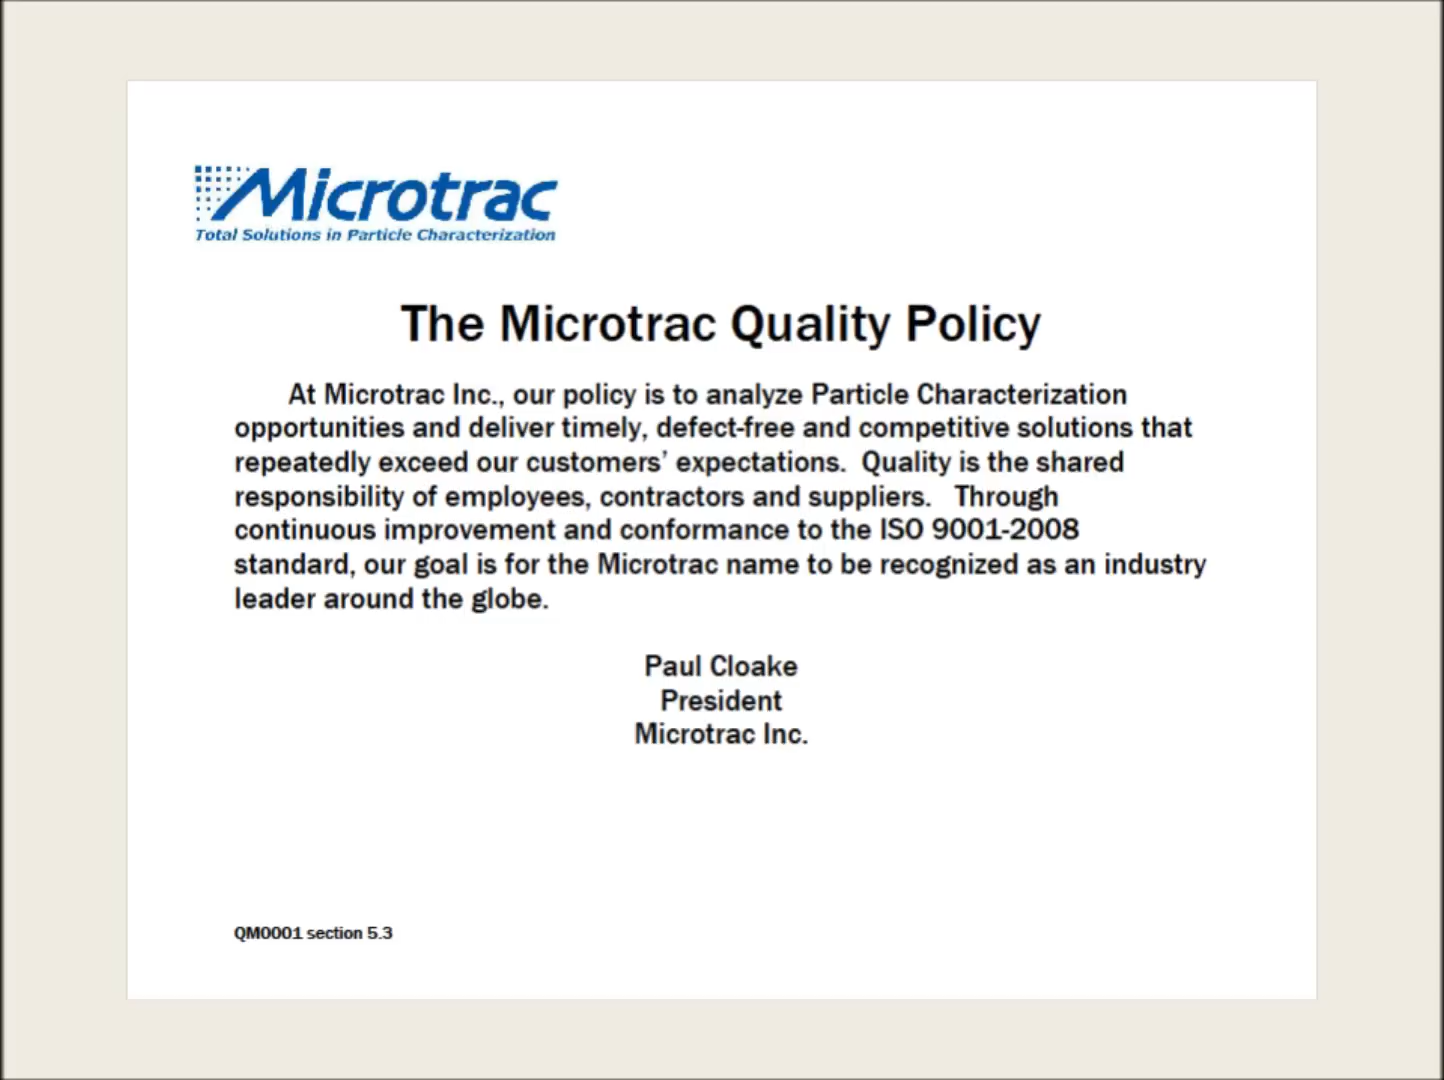 Microtrac
Total Solutions in Particle Characterization
The Microtrac Quality Policy
At Microtrac Inc., our policy is to analyze Particle Characterization
opportunities and deliver timely, defect-free and competitive solutions that
repeatedly exceed our customers’ expectations.  Quality is the shared
responsibility of employees, contractors and suppliers.   Through
continuous improvement and conformance to the ISO 9001-2008
standard, our goal is for the Microtrac name to be recognized as an industry
leader around the globe.
Paul Cloake
President
Microtrac Inc.
QM0001 section 5.3